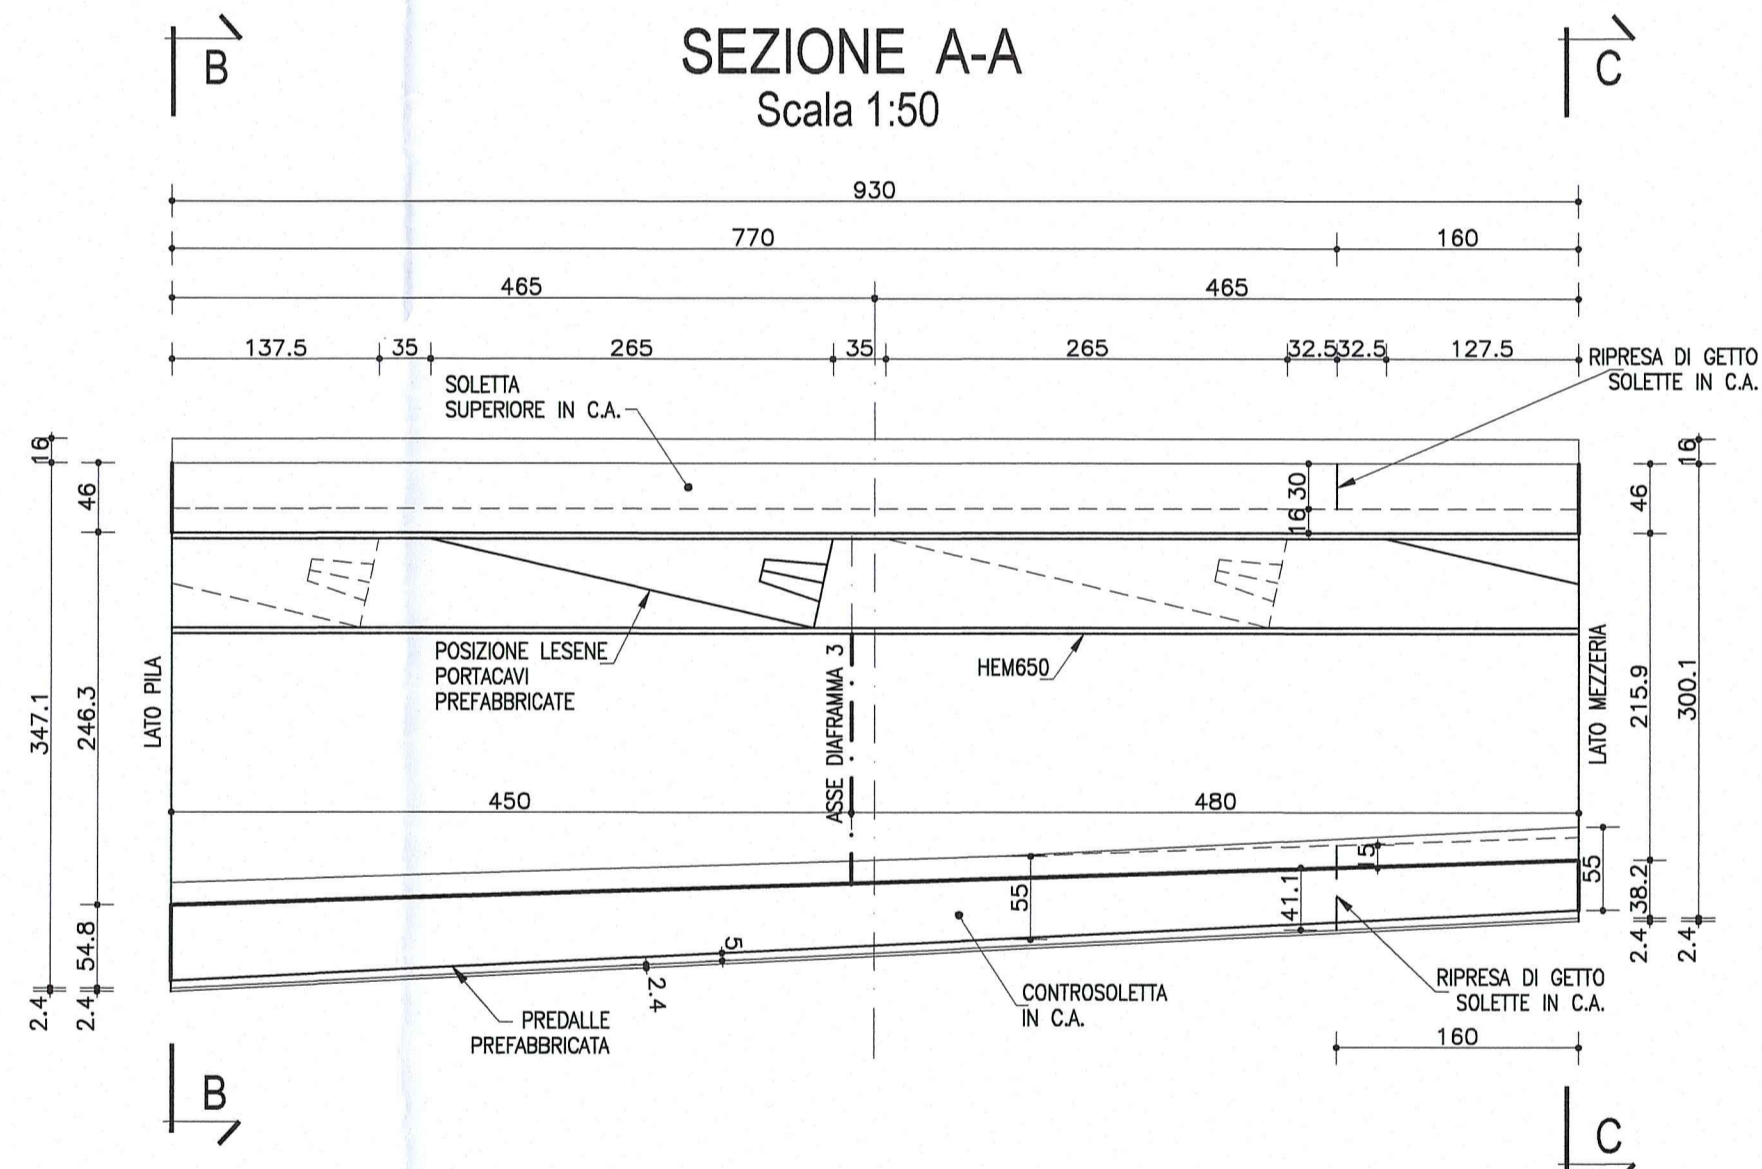 B
SEZIONE A-A
Scala 1:50
C
930
770
160
465
465
137.5
35
265
35
265
32.5
32.5
127.5
RIPRESA DI GETTO
SOLETTE IN C.A.
SOLETTA
SUPERIORE IN C.A.
16
46
347.1
246.3
54.8
2.4
2.4
LATO PILA
30
16
POSIZIONE LESENE
PORTACAVI
PREFABBRICATE
HEM650
ASSE DIAFRAMMA 3
LATO MEZZERIA
16
46
215.9
300.1
38.2
55
2.4
2.4
450
480
55
41.1
15
5
2.4
PREDALLE
PREFABBRICATA
CONTROSOLETTA
IN C.A.
RIPRESA DI GETTO
SOLETTE IN C.A.
160
B
C